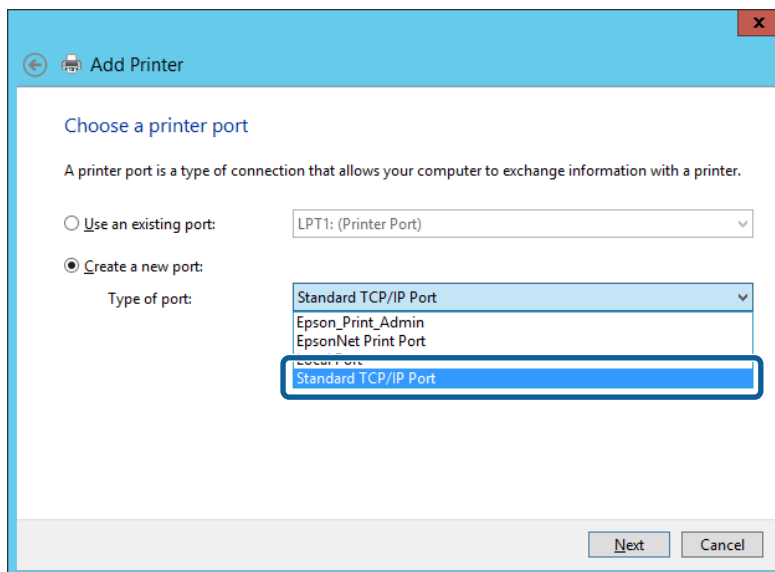 x
Add Printer
Choose a printer port
A printer port is a type of connection that allows your computer to exchange information with a printer.
Use an existing port: LPT1: (Printer Port)
Create a new port:
Type of port: Standard TCP/IP Port
Epson_Print_Admin
EpsonNet Print Port
Local Port
Standard TCP/IP Port
Next Cancel